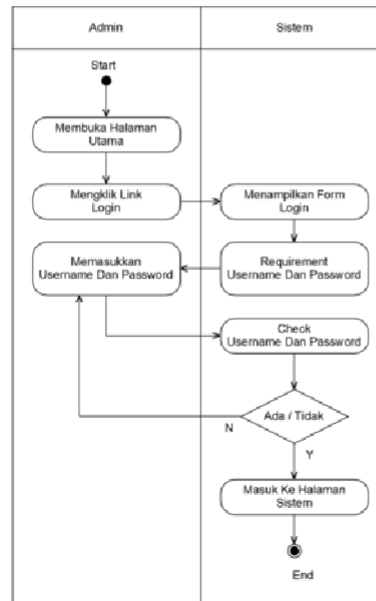 Admin
Sistem
Start
Membuka Halaman
Utama
Mengklik Link
Login
Menampilkan Form
Login
Requirement
Username Dan Password
Memasukkan
Username Dan Password
Check
Username Dan Password
Ada / Tidak
N
Y
Masuk Ke Halaman
Sistem
End